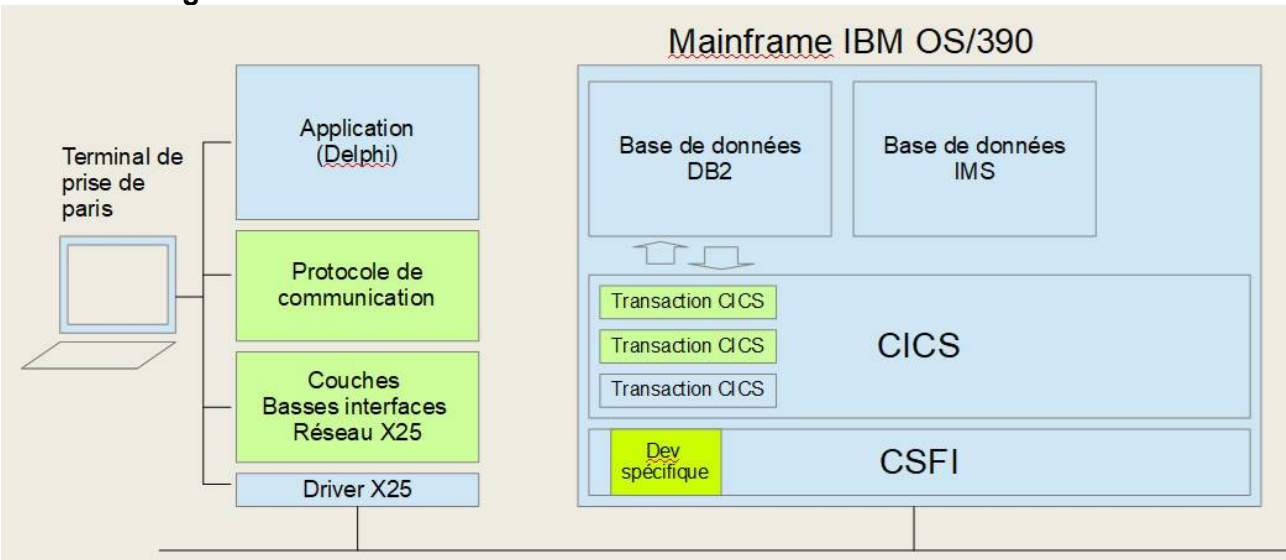 Mainframe IBM OS/390
Terminal de
prise de
paris
Application
(Delphi)
Protocole de
communication
Couches
Basses interfaces
Réseau X25
Driver X25
Base de données
DB2
Base de données
IMS
Transaction CICS
Transaction CICS
Transaction CICS
CICS
Dev
spécifique
CSFI